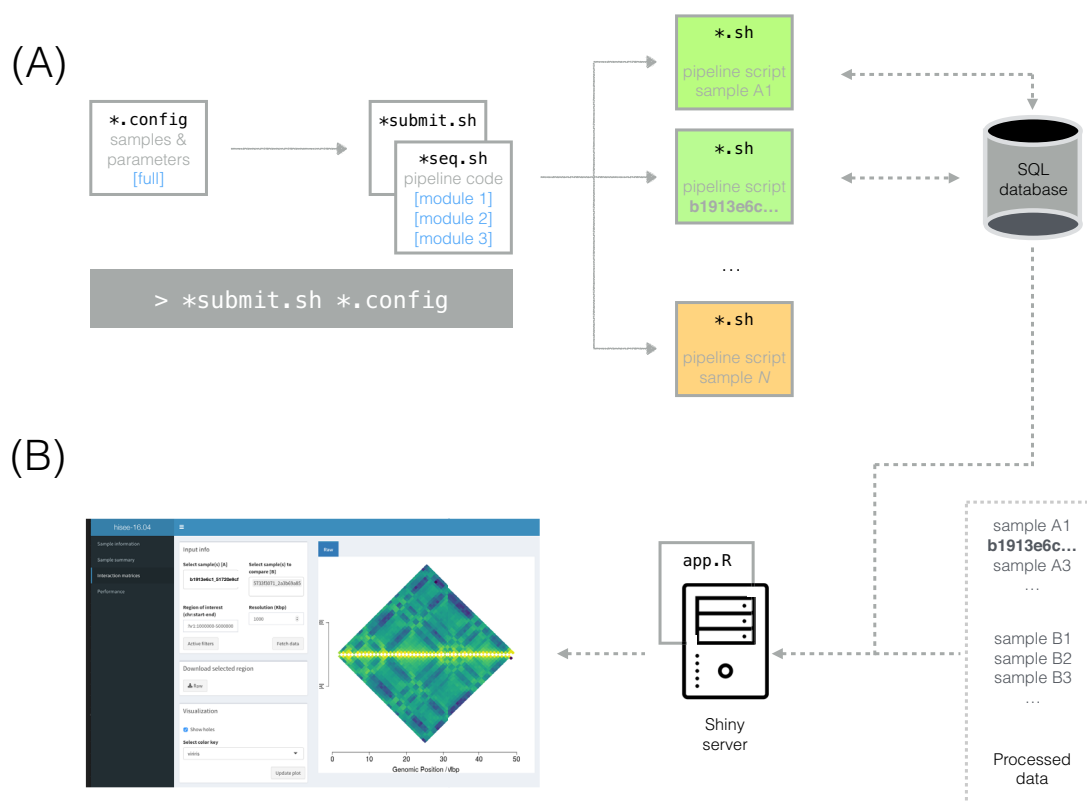 (A)
*.config
samples &
parameters
[full]
*submit.sh
*seq.sh
pipeline code
[module 1]
[module 2]
[module 3]
> *submit.sh *.config
*.sh
pipeline script
sample A1
*.sh
pipeline script
b1913e6c...
...
*.sh
pipeline script
sample N
SQL
database
(B)
hisee-16.04
Sample information
Sample summary
Interaction matrices
Performance
Input info
Select sample(s) [A]
Select sample(s) to
compare [B]
Region of interest
(chr:start-end)
Resolution (Kbp)
1000
Active filters
Fetch data
Download selected region
Raw
Visualization
Show holes
Select color key
viridis
Update plot
Raw
[B]
[A]
0 10 20 30 40 50
Genomic Position / Mbp
app.R
Shiny
server
sample A1
b1913e6c...
sample A3
...
sample B1
sample B2
sample B3
...
Processed
data